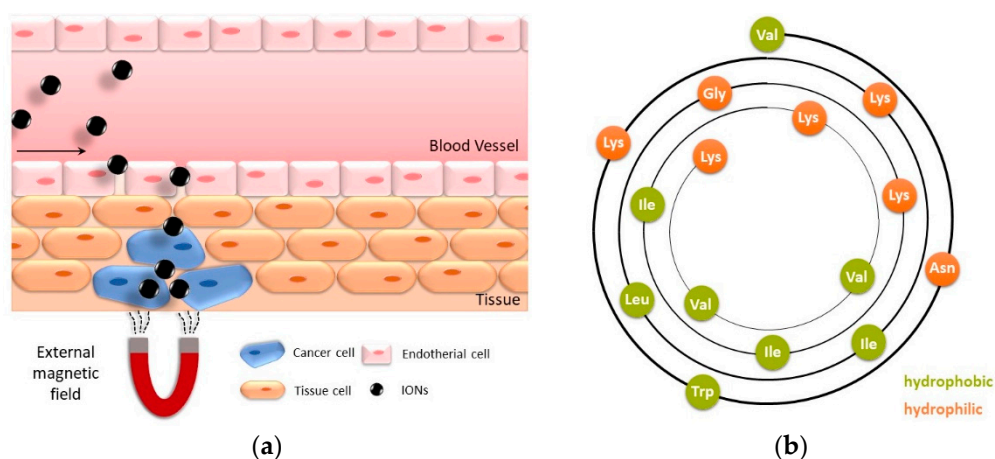 Blood Vessel
Tissue
External
magnetic
field
Cancer cell
Endotherial cell
Tissue cell
IONs
(a)
Val
Gly
Lys
Lys
Lys
Lys
Ile
Lys
Asn
Val
Leu
Val
Ile
Ile
Trp
hydrophobic
hydrophilic
(b)